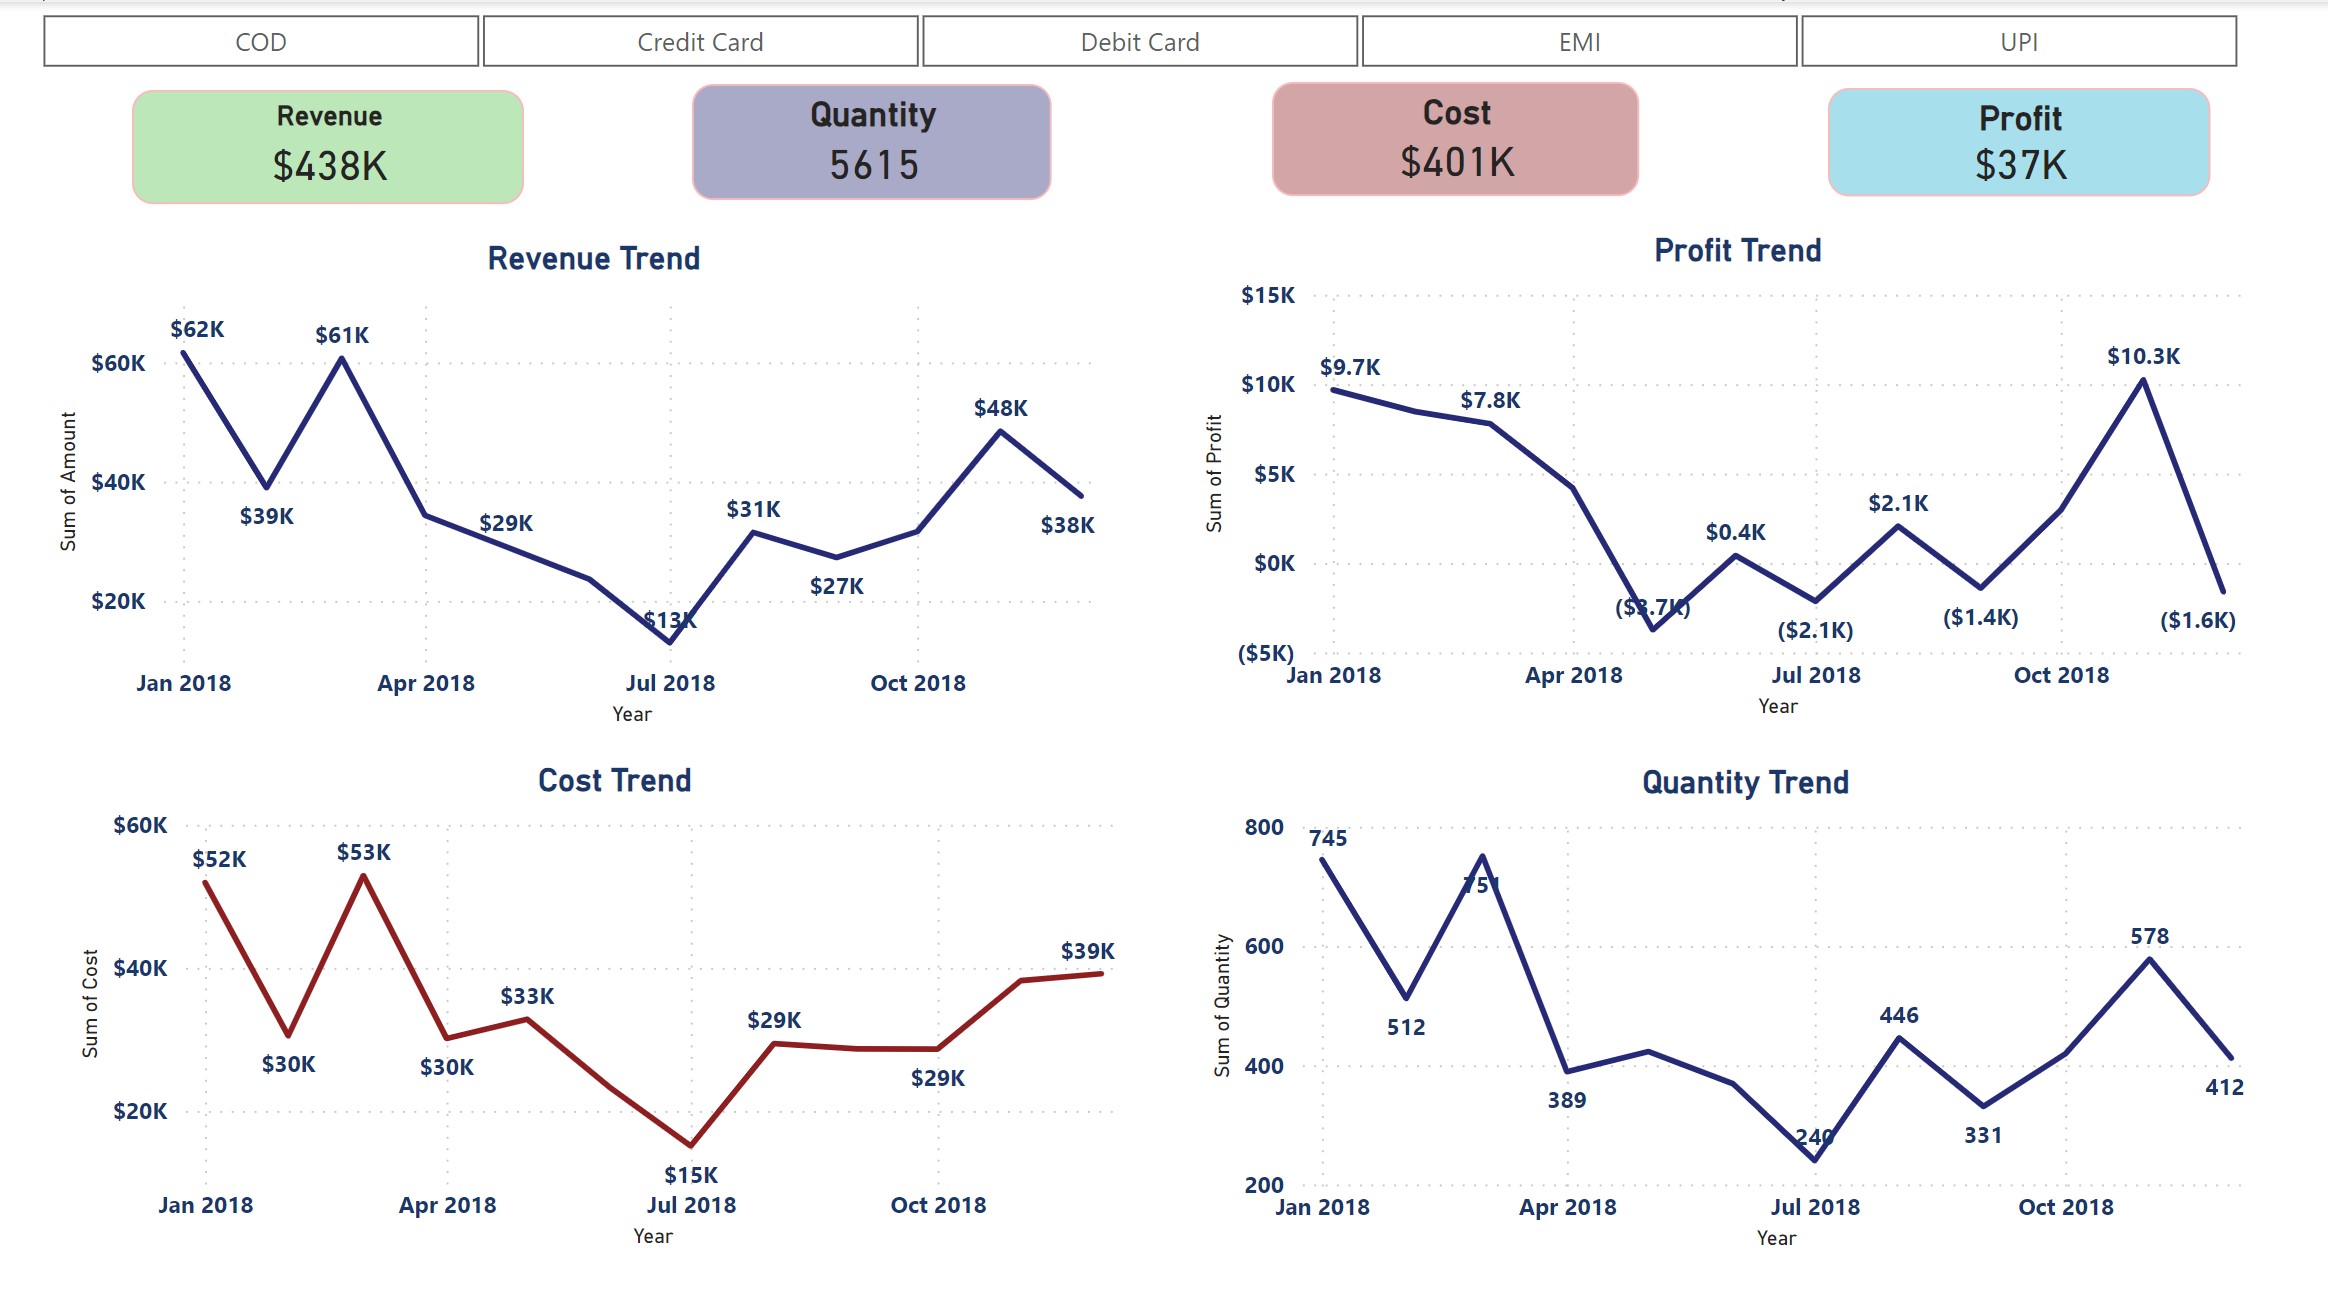 COD
Credit Card
Debit Card
EMI
UPI
Revenue
$438K
Quantity
5615
Cost
$401K
Profit
$37K
Revenue Trend
Sum of Amount
$60K
$40K
$20K
$62K
$39K
$61K
$29K
$13K
$31K
$27K
$48K
$38K
Jan 2018
Apr 2018
Jul 2018
Oct 2018
Year
Profit Trend
Sum of Profit
$15K
$10K
$5K
$0K
($5K)
$9.7K
$7.8K
($3.7K)
$0.4K
($2.1K)
$2.1K
($1.4K)
$10.3K
($1.6K)
Jan 2018
Apr 2018
Jul 2018
Oct 2018
Year
Cost Trend
Sum of Cost
$60K
$40K
$20K
$52K
$30K
$53K
$30K
$33K
$15K
$29K
$29K
$39K
Jan 2018
Apr 2018
Jul 2018
Oct 2018
Year
Quantity Trend
Sum of Quantity
800
600
400
200
745
512
751
389
240
446
331
578
412
Jan 2018
Apr 2018
Jul 2018
Oct 2018
Year